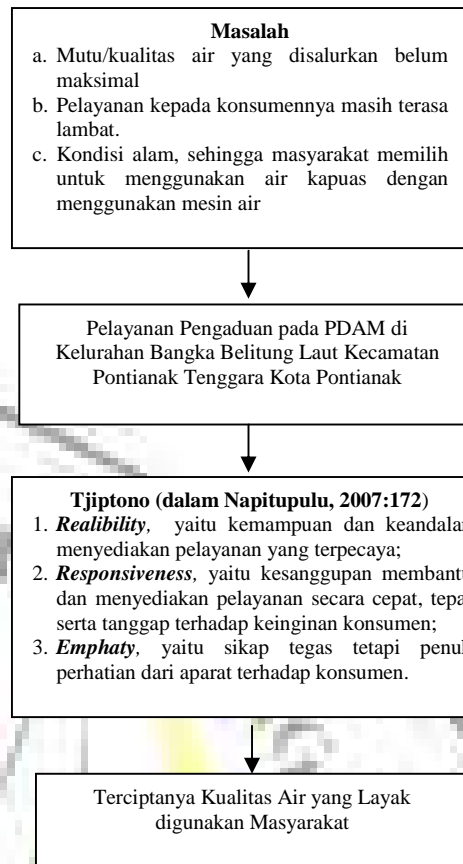 Masalah
a. Mutu/kualitas air yang disalurkan belum
maksimal
b. Pelayanan kepada konsumennya masih terasa
lambat.
c. Kondisi alam, sehingga masyarakat memilih
untuk menggunakan air kapuas dengan
menggunakan mesin air
Pelayanan Pengaduan pada PDAM di
Kelurahan Bangka Belitung Laut Kecamatan
Pontianak Tenggara Kota Pontianak
Tjiptono (dalam Napitupulu, 2007:172)
1. Realibility, yaitu kemampuan dan keandalan
menyediakan pelayanan yang terpecaya;
2. Responsiveness, yaitu kesanggupan membantu
dan menyediakan pelayanan secara cepat, tepat
serta tanggap terhadap keinginan konsumen;
3. Emphaty, yaitu sikap tegas tetapi penuh
perhatian dari aparat terhadap konsumen.
Terciptanya Kualitas Air yang Layak
digunakan Masyarakat